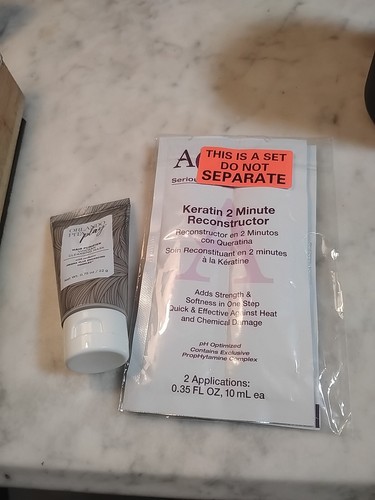 play
THIS IS A SET
DO NOT
SEPARATE
Keratin 2 Minute
Reconstructor
Reconstructor en 2 Minutos
con Queratina
Soin Reconstituant en 2 minutes
à la Kératine
Adds Strength &
Softness in One Step
Quick & Effective Against Heat
and Chemical Damage
pH Optimized
Contains Exclusive
PropHytamine Complex
2 Applications:
0.35 FL OZ, 10 mL ea